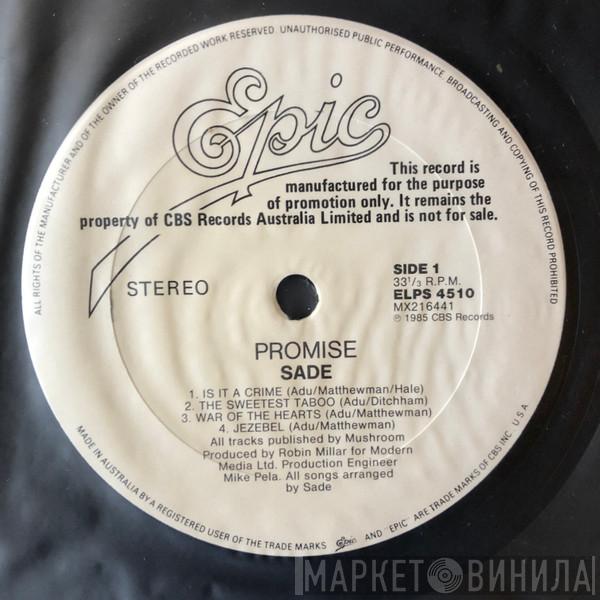 ALL RIGHTS OF THE MANUFACTURER AND OF THE OWNER OF THE RECORDED WORK RESERVED. UNAUTHORISED PUBLIC PERFORMANCE, BROADCASTING AND COPYING OF THIS RECORD PROHIBITED
Epic
This record is
manufactured for the purpose
of promotion only. It remains the
property of CBS Records Australia Limited and is not for sale.
STEREO
SIDE 1
33 1/3 R.P.M.
ELPS 4510
MX216441
℗ 1985 CBS Records
PROMISE
SADE
1. IS IT A CRIME (Adu/Matthewman/Hale)
2. THE SWEETEST TABOO (Adu/Ditchham)
3. WAR OF THE HEARTS (Adu/Matthewman)
4. JEZEBEL (Adu/Matthewman)
All tracks published by Mushroom
Produced by Robin Millar for Modern
Media Ltd. Production Engineer
Mike Pela. All songs arranged
by Sade
MADE IN AUSTRALIA BY A REGISTERED USER OF THE TRADE MARKS Epic AND "EPIC" ARE TRADE MARKS OF CBS INC. U S A
МАРКЕТ ВИНИЛА